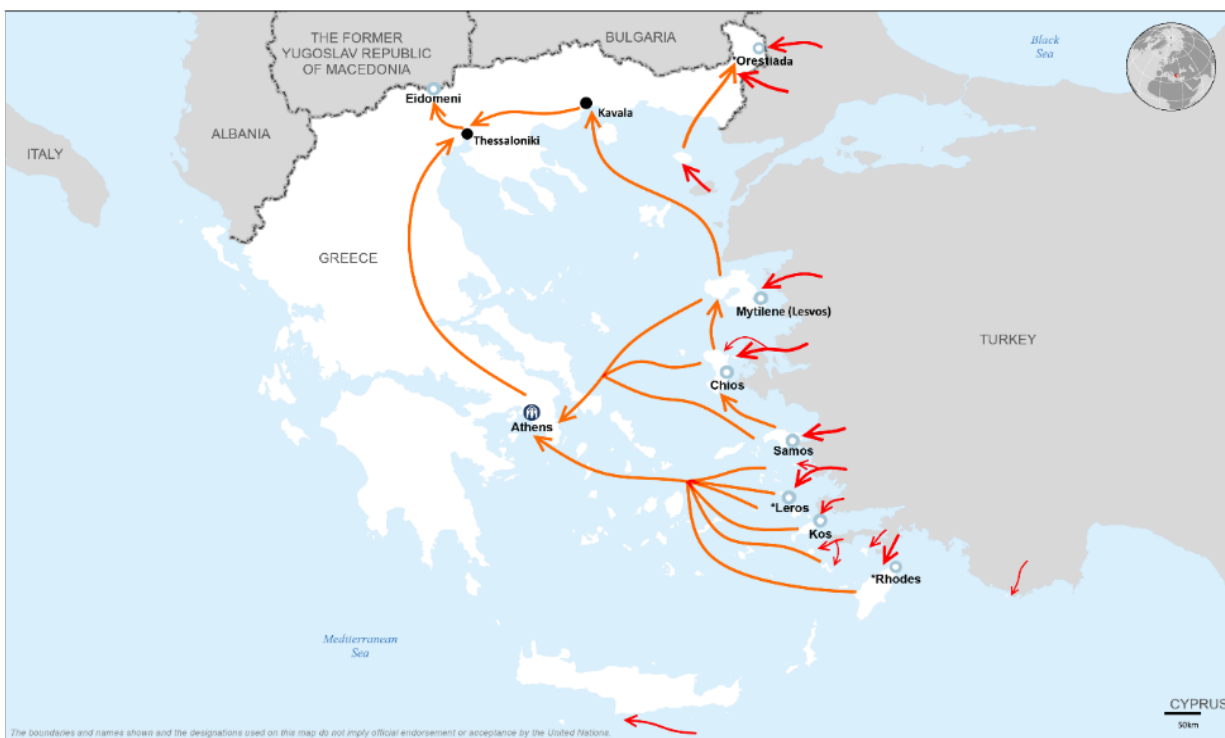 THE FORMER
YUGOSLAV REPUBLIC
OF MACEDONIA
BULGARIA
Black
Sea
*Orestiada
Eidomeni
Kavala
ALBANIA
ITALY
Thessaloniki
GREECE
Mytilene (Lesvos)
TURKEY
Chios
Athens
Samos
*Leros
Kos
*Rhodes
Mediterranean
Sea
CYPRUS
50km
The boundaries and names shown and the designations used on this map do not imply official endorsement or acceptance by the United Nations.